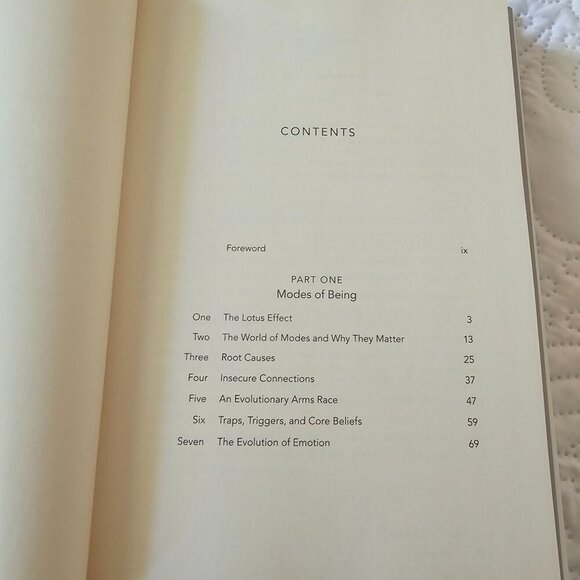 CONTENTS
Foreword ix
PART ONE
Modes of Being
One The Lotus Effect 3
Two The World of Modes and Why They Matter 13
Three Root Causes 25
Four Insecure Connections 37
Five An Evolutionary Arms Race 47
Six Traps, Triggers, and Core Beliefs 59
Seven The Evolution of Emotion 69